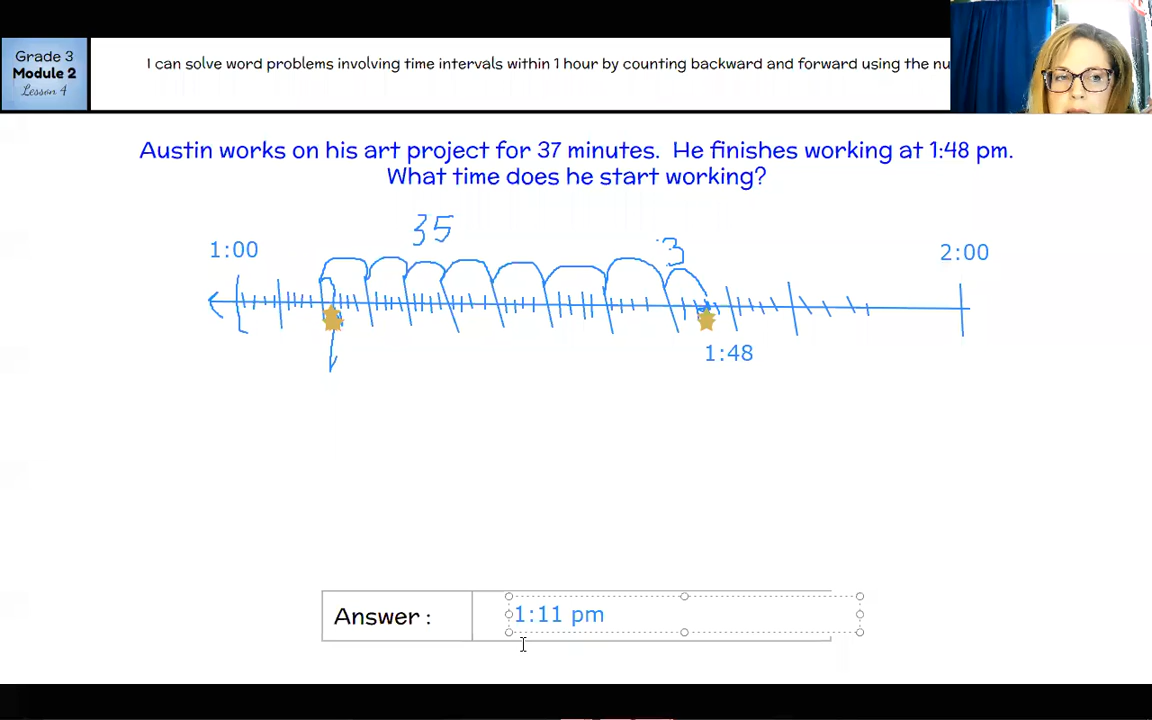 Grade 3
Module 2
Lesson 4
I can solve word problems involving time intervals within 1 hour by counting backward and forward using the nu
Austin works on his art project for 37 minutes. He finishes working at 1:48 pm.
What time does he start working?
35
3
1:00
2:00
1:48
Answer :
1:11 pm